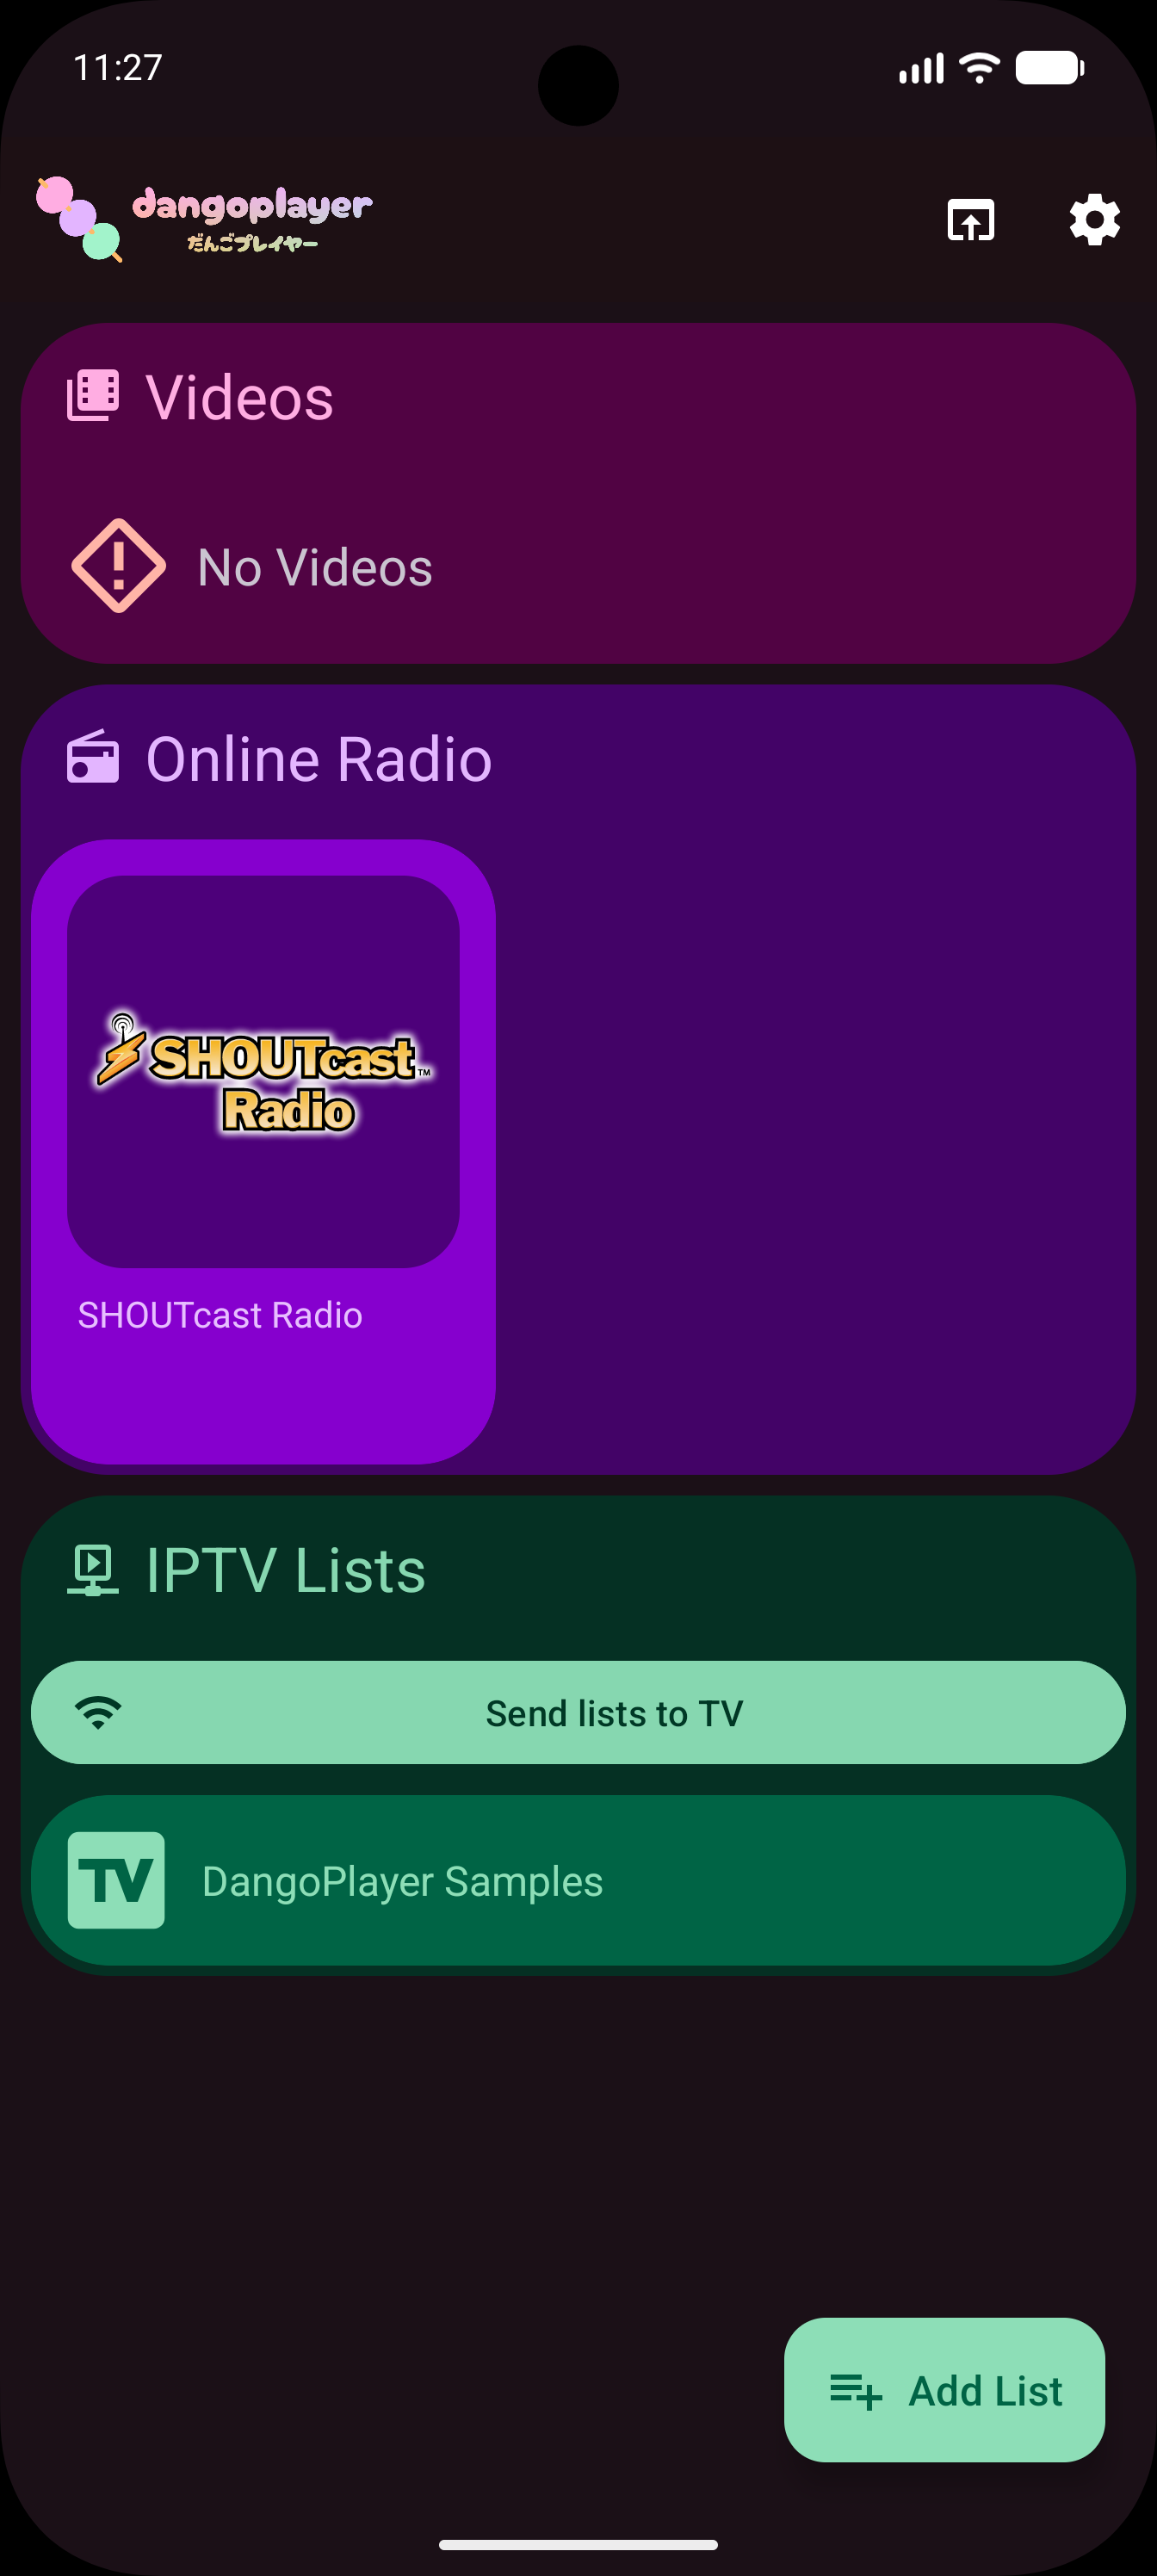 11:27
dangoplayer
だんごプレイヤー
Videos
No Videos
Online Radio
SHOUTcast™
Radio
SHOUTcast Radio
IPTV Lists
Send lists to TV
TV
DangoPlayer Samples
Add List